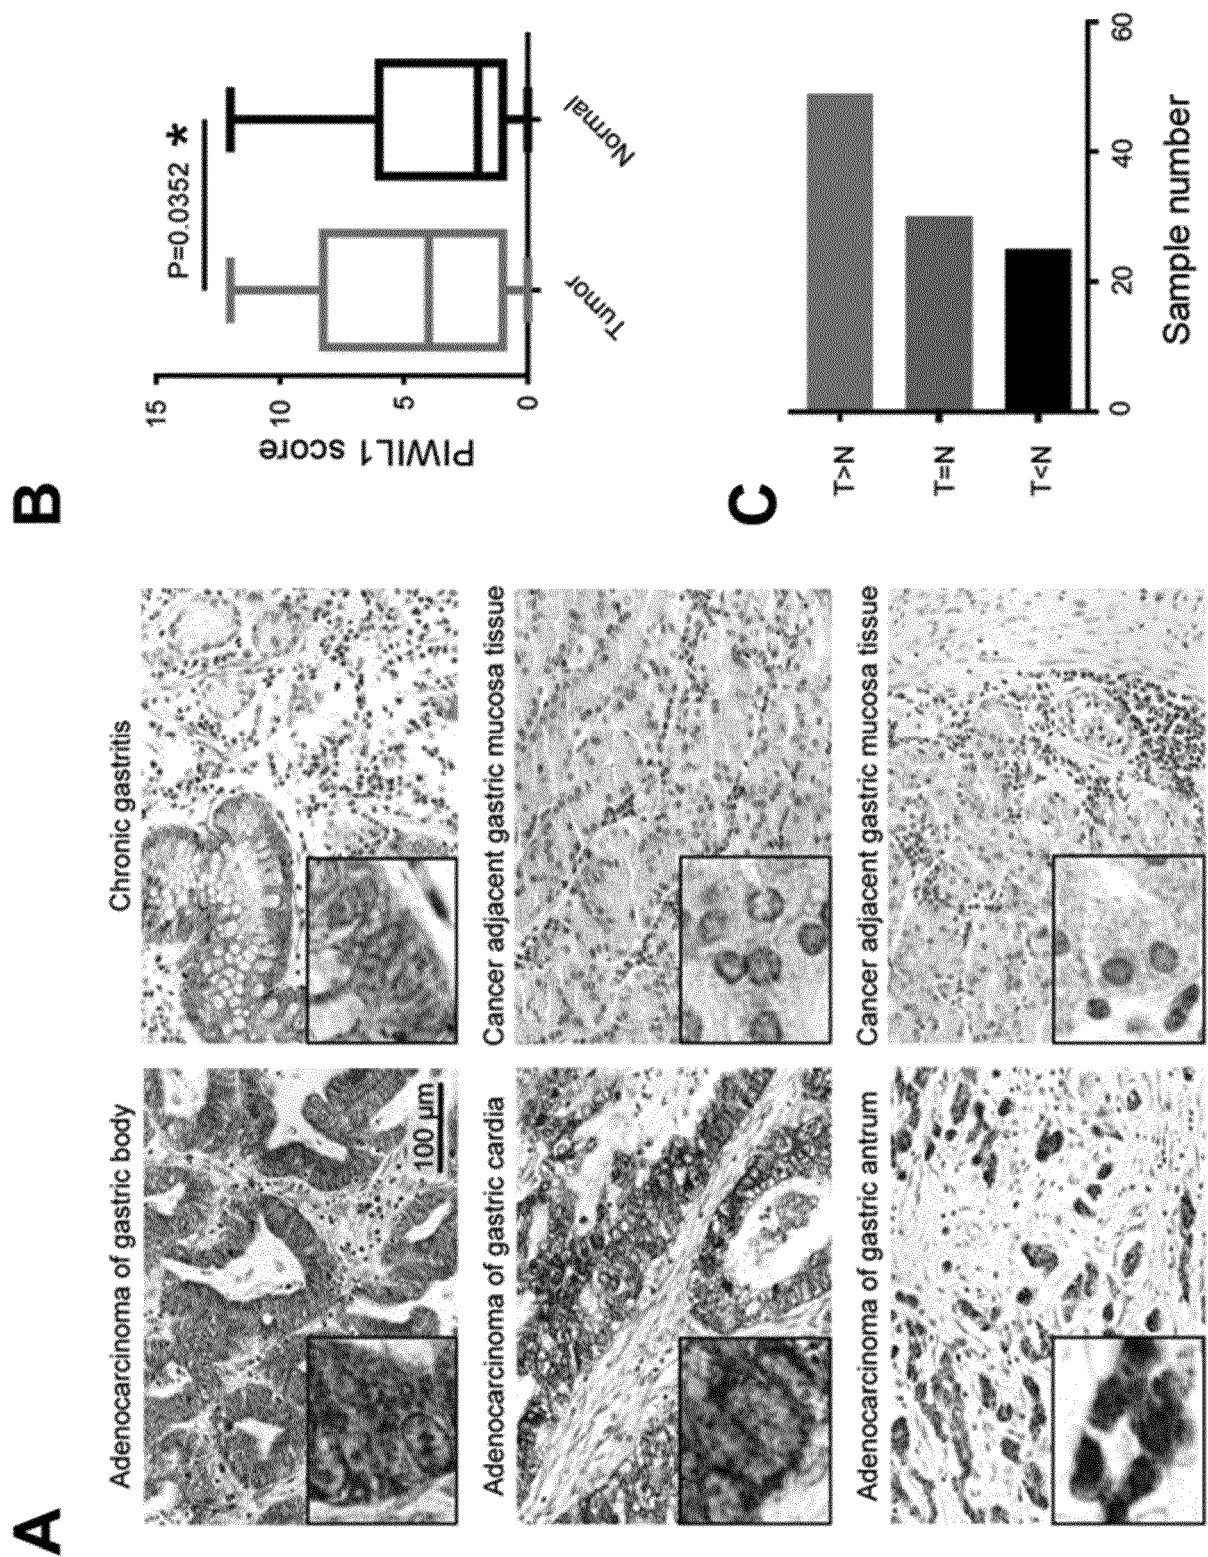 A
Adenocarcinoma of gastric body
Chronic gastritis
100 µm
Adenocarcinoma of gastric cardia
Cancer adjacent gastric mucosa tissue
Adenocarcinoma of gastric antrum
Cancer adjacent gastric mucosa tissue
B
P=0.0352 *
15
10
5
0
PIWIL1 score
Tumor
Normal
C
T>N
T=N
T<N
0
20
40
60
Sample number